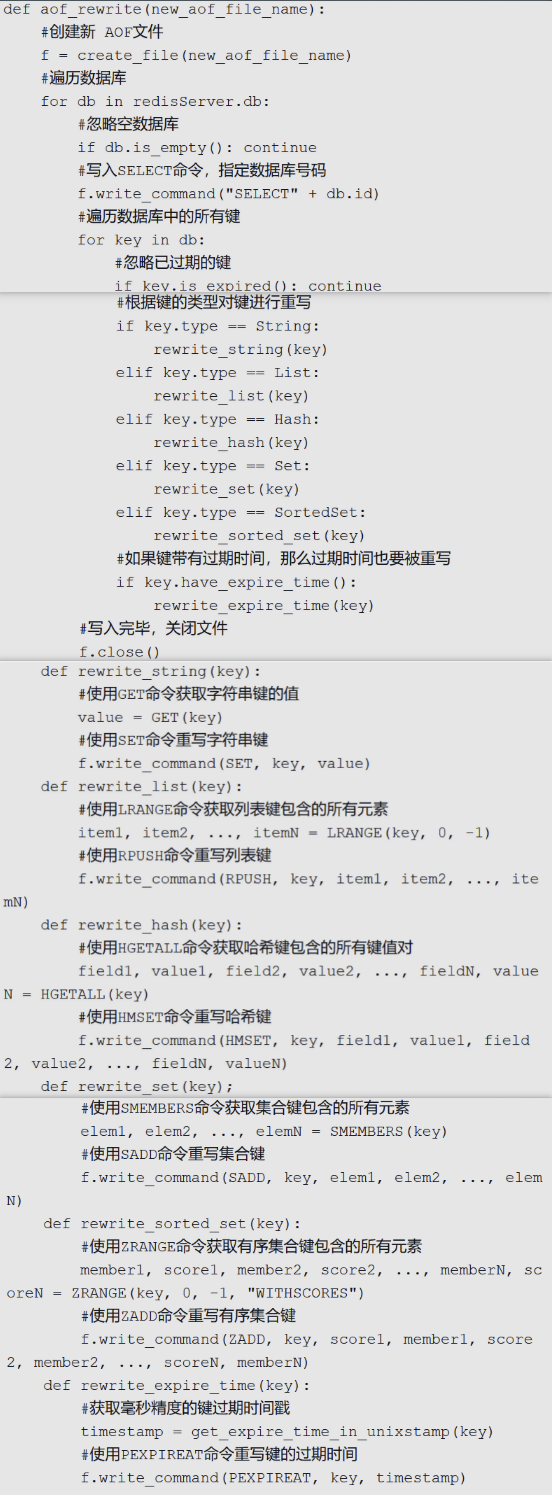 def aof_rewrite(new_aof_file_name):
#创建新 AOF文件
f = create_file(new_aof_file_name)
#遍历数据库
for db in redisServer.db:
#忽略空数据库
if db.is_empty(): continue
#写入SELECT命令，指定数据库号码
f.write_command("SELECT" + db.id)
#遍历数据库中的所有键
for key in db:
#忽略已过期的键
if key.is_expired(): continue
#根据键的类型对键进行重写
if key.type == String:
rewrite_string(key)
elif key.type == List:
rewrite_list(key)
elif key.type == Hash:
rewrite_hash(key)
elif key.type == Set:
rewrite_set(key)
elif key.type == SortedSet:
rewrite_sorted_set(key)
#如果键带有过期时间，那么过期时间也要被重写
if key.have_expire_time():
rewrite_expire_time(key)
#写入完毕，关闭文件
f.close()
def rewrite_string(key):
#使用GET命令获取字符串键的值
value = GET(key)
#使用SET命令重写字符串键
f.write_command(SET, key, value)
def rewrite_list(key):
#使用LRANGE命令获取列表键包含的所有元素
item1, item2, ..., itemN = LRANGE(key, 0, -1)
#使用RPUSH命令重写列表键
f.write_command(RPUSH, key, item1, item2, ..., ite
mN)
def rewrite_hash(key):
#使用HGETALL命令获取哈希键包含的所有键值对
field1, value1, field2, value2, ..., fieldN, value
N = HGETALL(key)
#使用HMSET命令重写哈希键
f.write_command(HMSET, key, field1, value1, field
2, value2, ..., fieldN, valueN)
def rewrite_set(key);
#使用SMEMBERS命令获取集合键包含的所有元素
elem1, elem2, ..., elemN = SMEMBERS(key)
#使用SADD命令重写集合键
f.write_command(SADD, key, elem1, elem2, ..., elem
N)
def rewrite_sorted_set(key):
#使用ZRANGE命令获取有序集合键包含的所有元素
member1, score1, member2, score2, ..., memberN, sc
oreN = ZRANGE(key, 0, -1, "WITHSCORES")
#使用ZADD命令重写有序集合键
f.write_command(ZADD, key, score1, member1, score
2, member2, ..., scoreN, memberN)
def rewrite_expire_time(key):
#获取毫秒精度的键过期时间戳
timestamp = get_expire_time_in_unixstamp(key)
#使用PEXPIREAT命令重写键的过期时间
f.write_command(PEXPIREAT, key, timestamp)